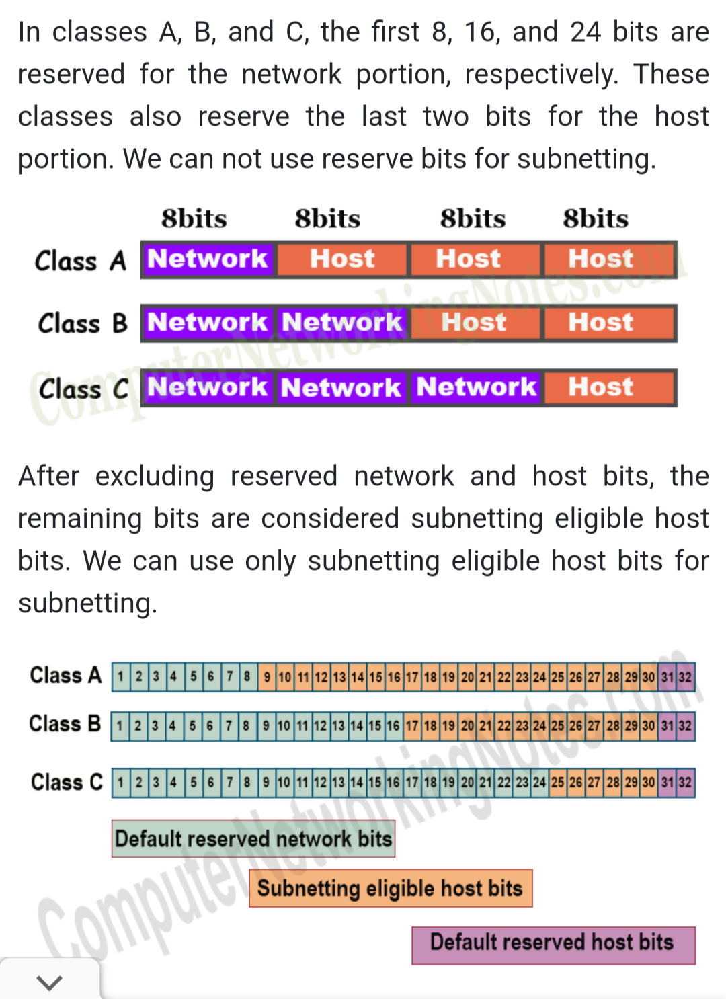 In classes A, B, and C, the first 8, 16, and 24 bits are
reserved for the network portion, respectively. These
classes also reserve the last two bits for the host
portion. We can not use reserve bits for subnetting.
8bits 8bits 8bits 8bits
Class A Network Host Host Host
Class B Network Network Host Host
Class C Network Network Network Host
ComputerNetworkingNotes.com
After excluding reserved network and host bits, the
remaining bits are considered subnetting eligible host
bits. We can use only subnetting eligible host bits for
subnetting.
Class A 1 2 3 4 5 6 7 8 9 10 11 12 13 14 15 16 17 18 19 20 21 22 23 24 25 26 27 28 29 30 31 32
Class B 1 2 3 4 5 6 7 8 9 10 11 12 13 14 15 16 17 18 19 20 21 22 23 24 25 26 27 28 29 30 31 32
Class C 1 2 3 4 5 6 7 8 9 10 11 12 13 14 15 16 17 18 19 20 21 22 23 24 25 26 27 28 29 30 31 32
Default reserved network bits
Subnetting eligible host bits
Default reserved host bits
ComputerNetworkingNotes.com